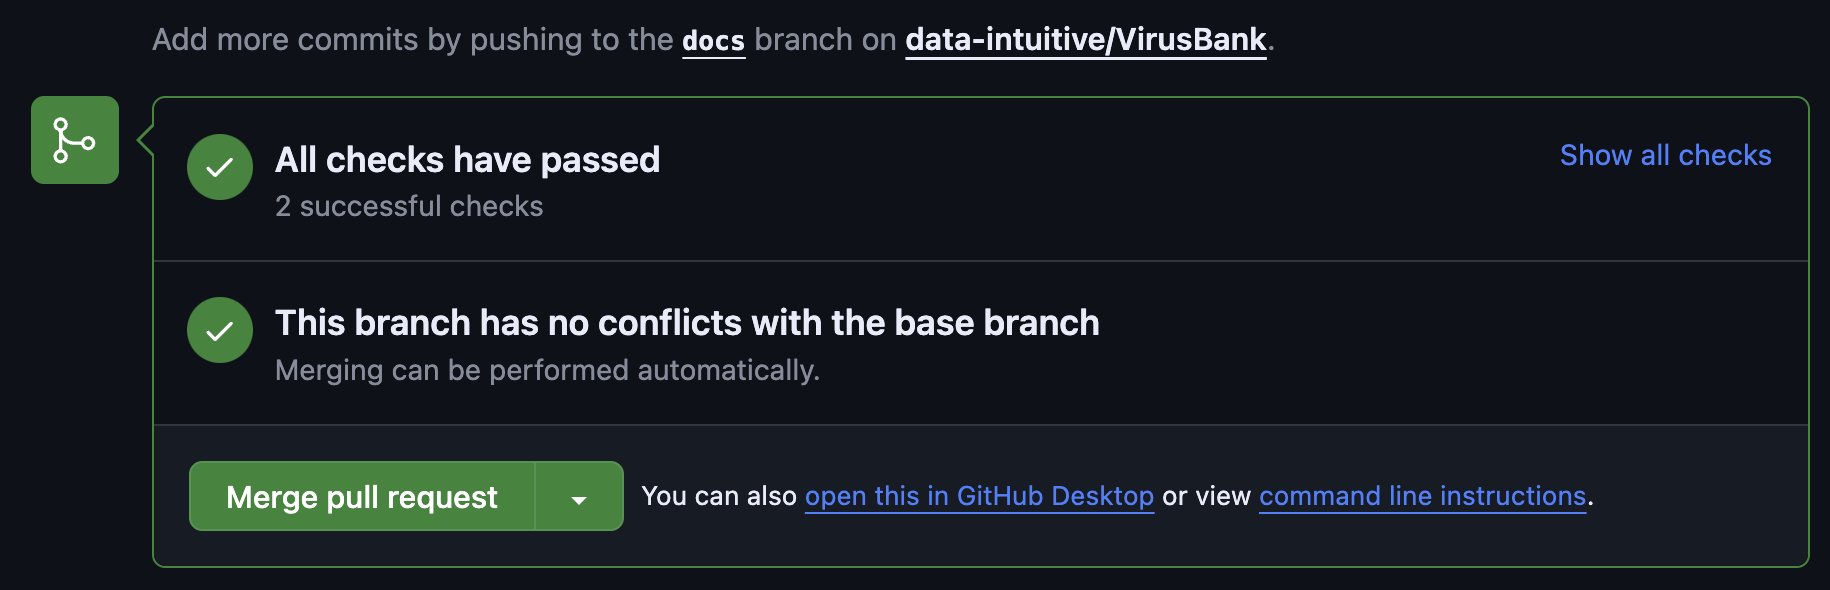 Add more commits by pushing to the docs branch on data-intuitive/VirusBank.
All checks have passed
Show all checks
2 successful checks
This branch has no conflicts with the base branch
Merging can be performed automatically.
Merge pull request
You can also open this in GitHub Desktop or view command line instructions.